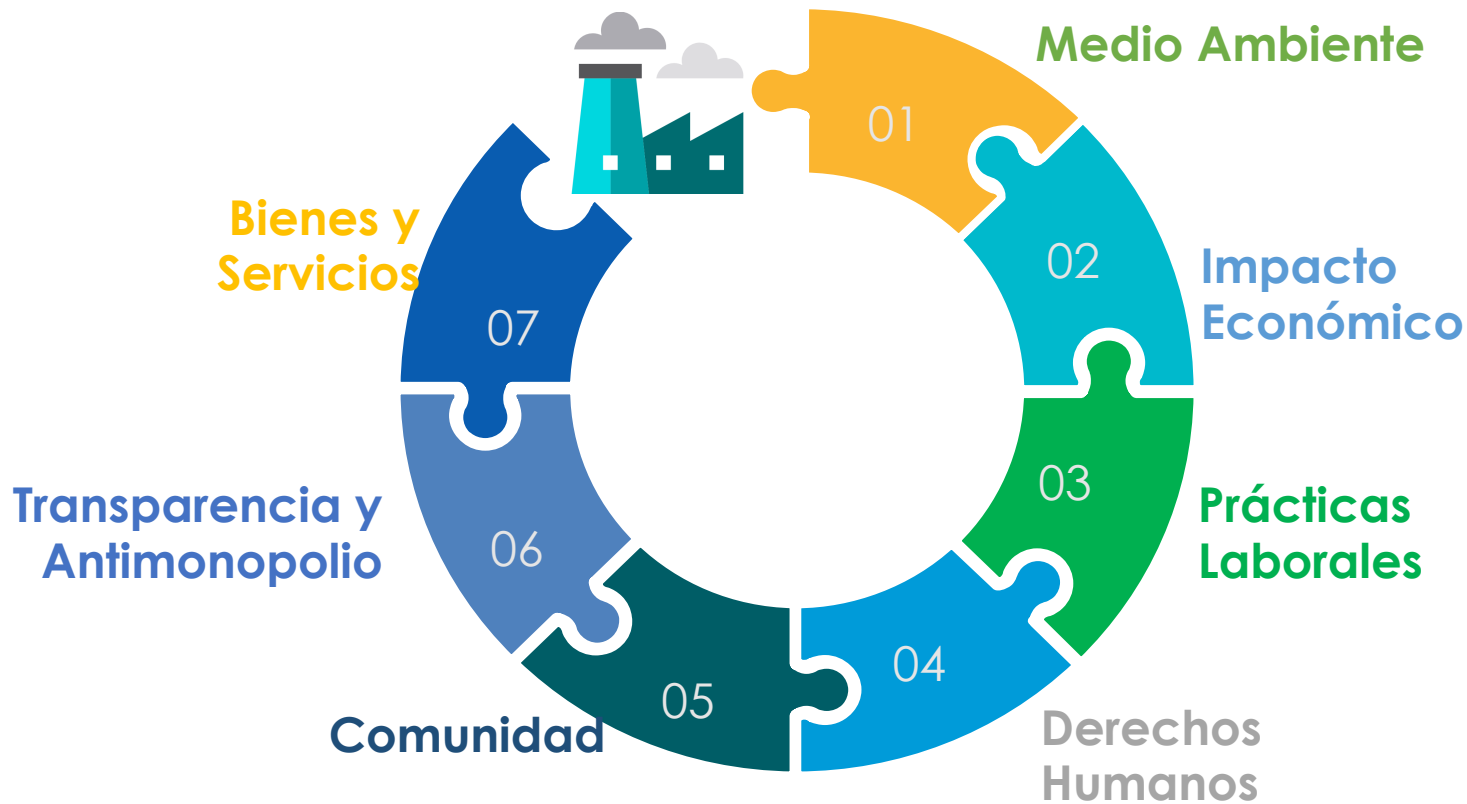 01
Medio Ambiente
02
Impacto
Económico
03
Prácticas
Laborales
04
Derechos
Humanos
05
Comunidad
06
Transparencia y
Antimonopolio
07
Bienes y
Servicios